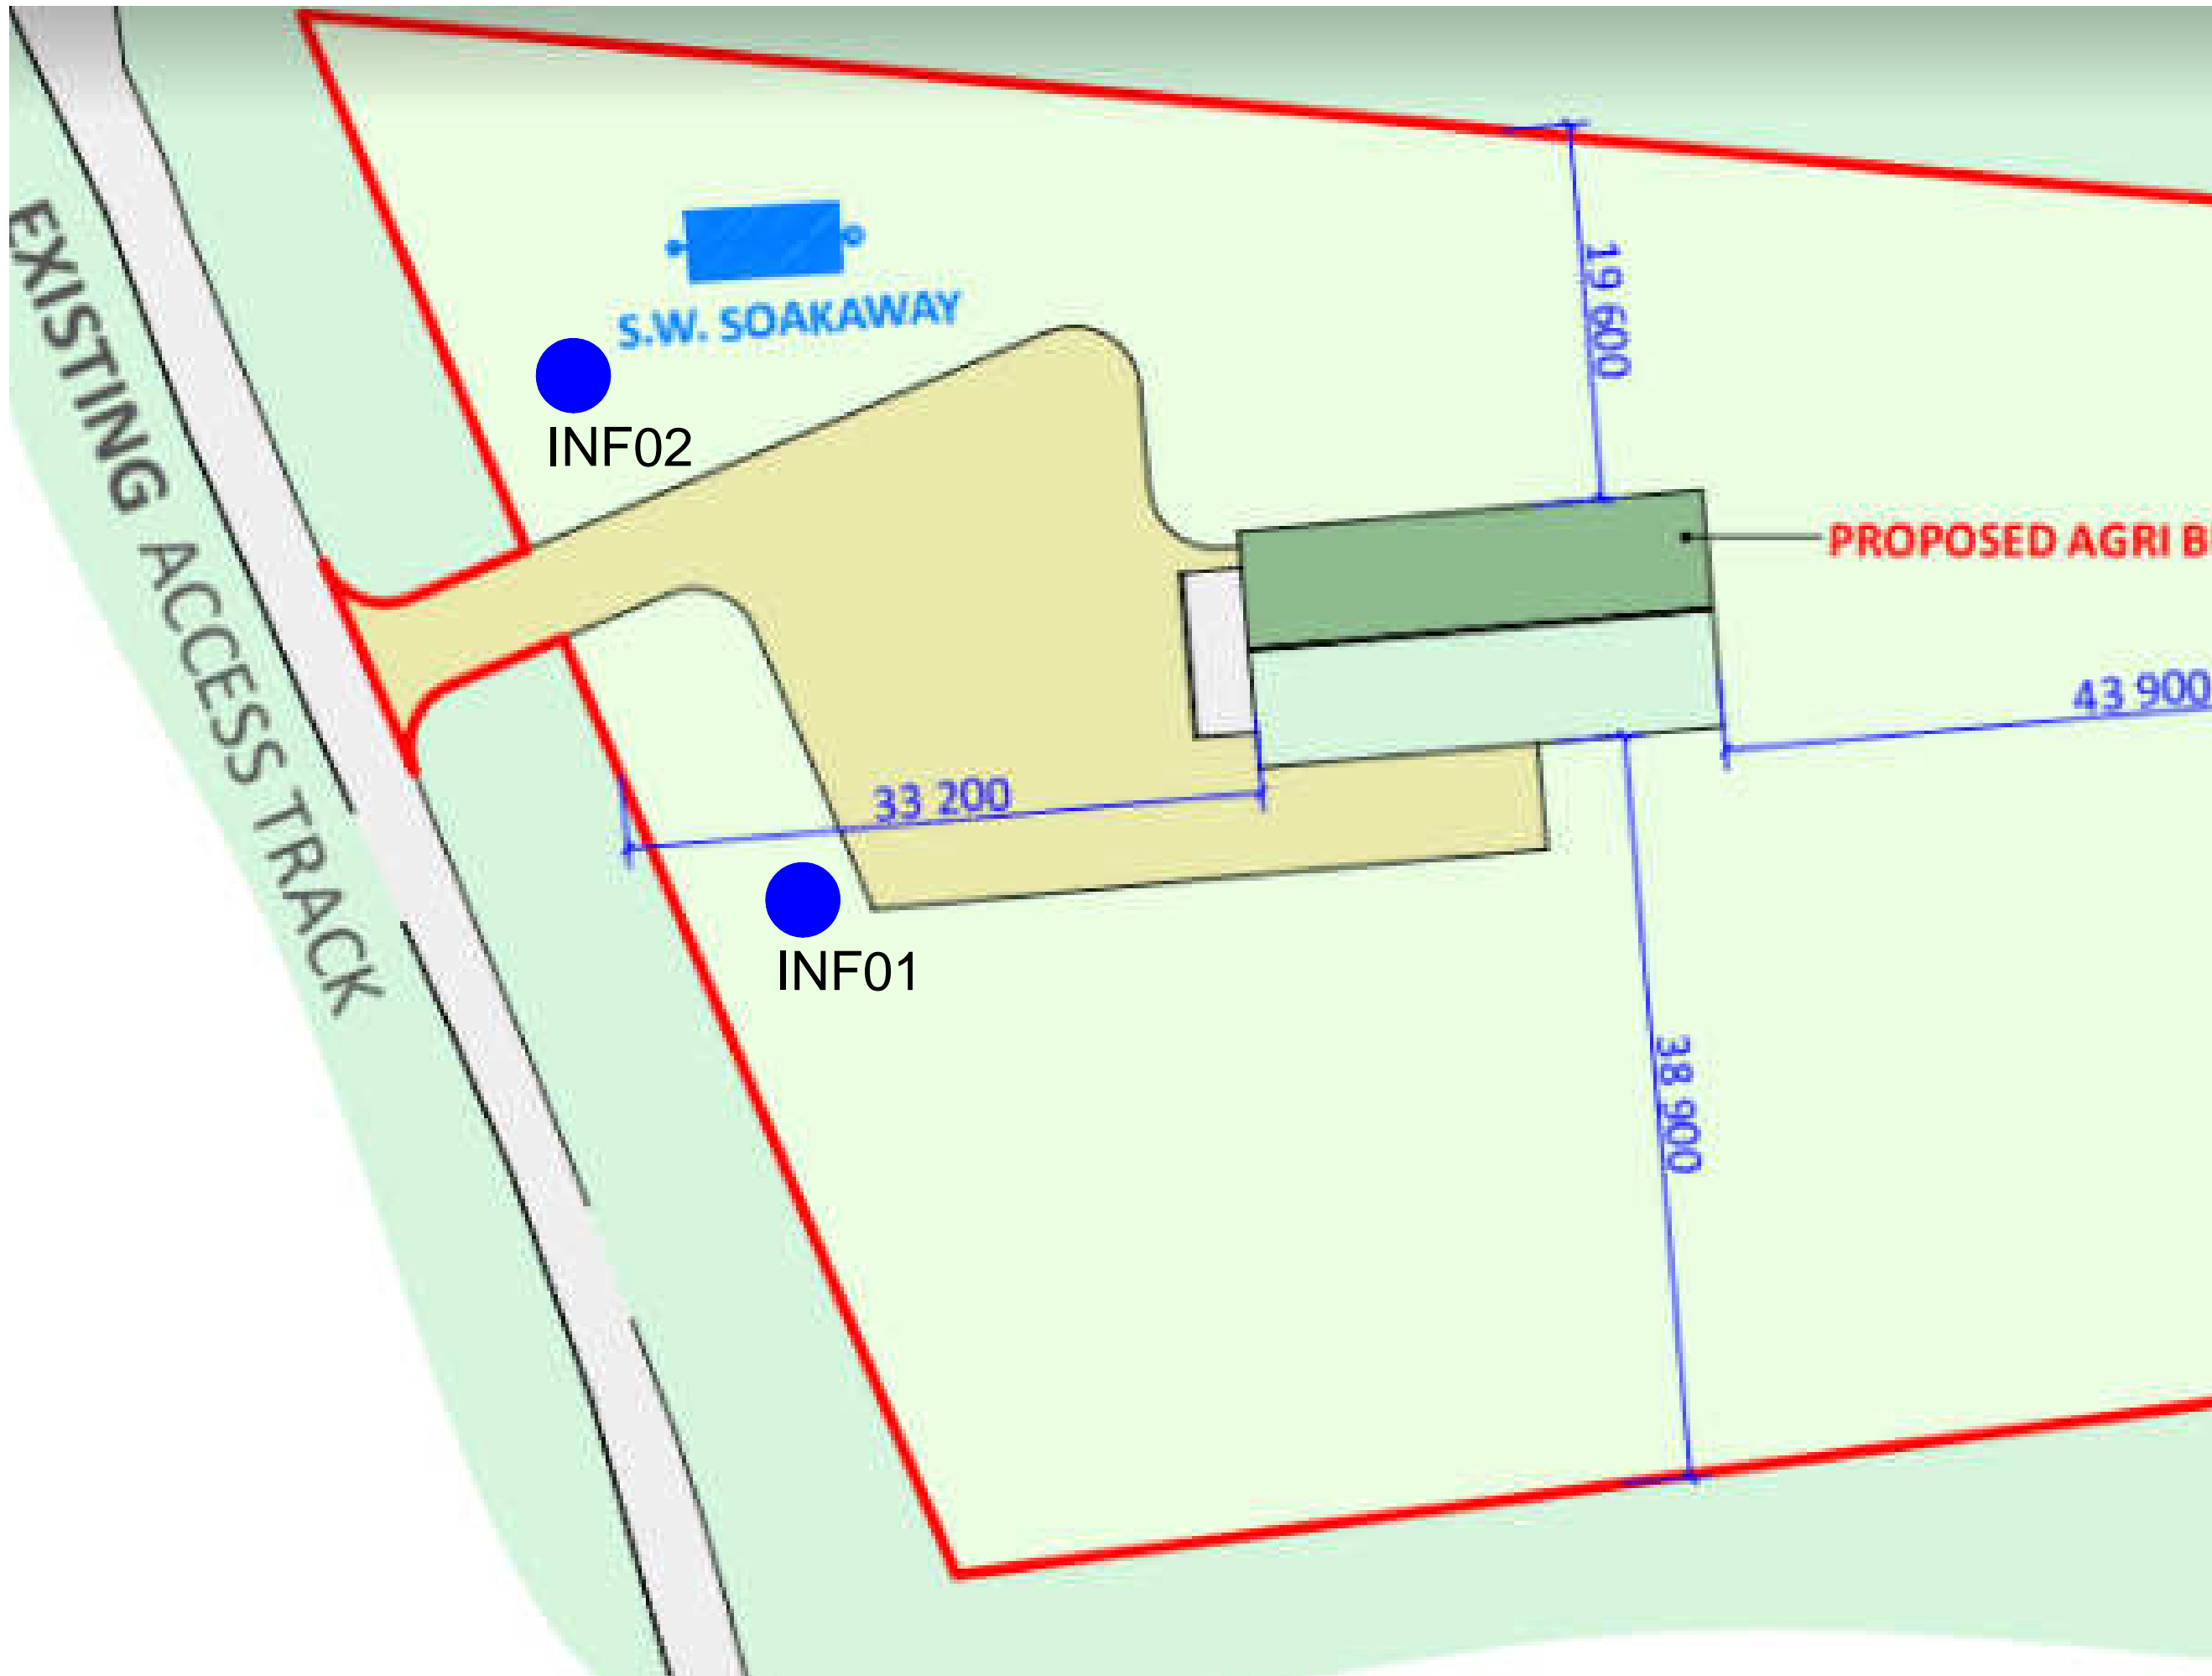 EXISTING ACCESS TRACK
S.W. SOAKAWAY
INF02
19 600
PROPOSED AGRI B
43 900
33 200
INF01
38 900